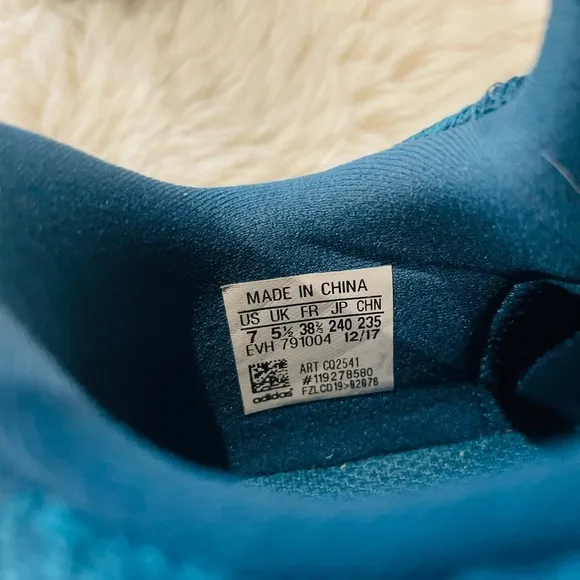 MADE IN CHINA
US UK FR JP CHN
7 5½ 38⅔ 240 235
EVH 791004 12/17
ART CQ2541
#119278580
adidas FZLCD19>82078